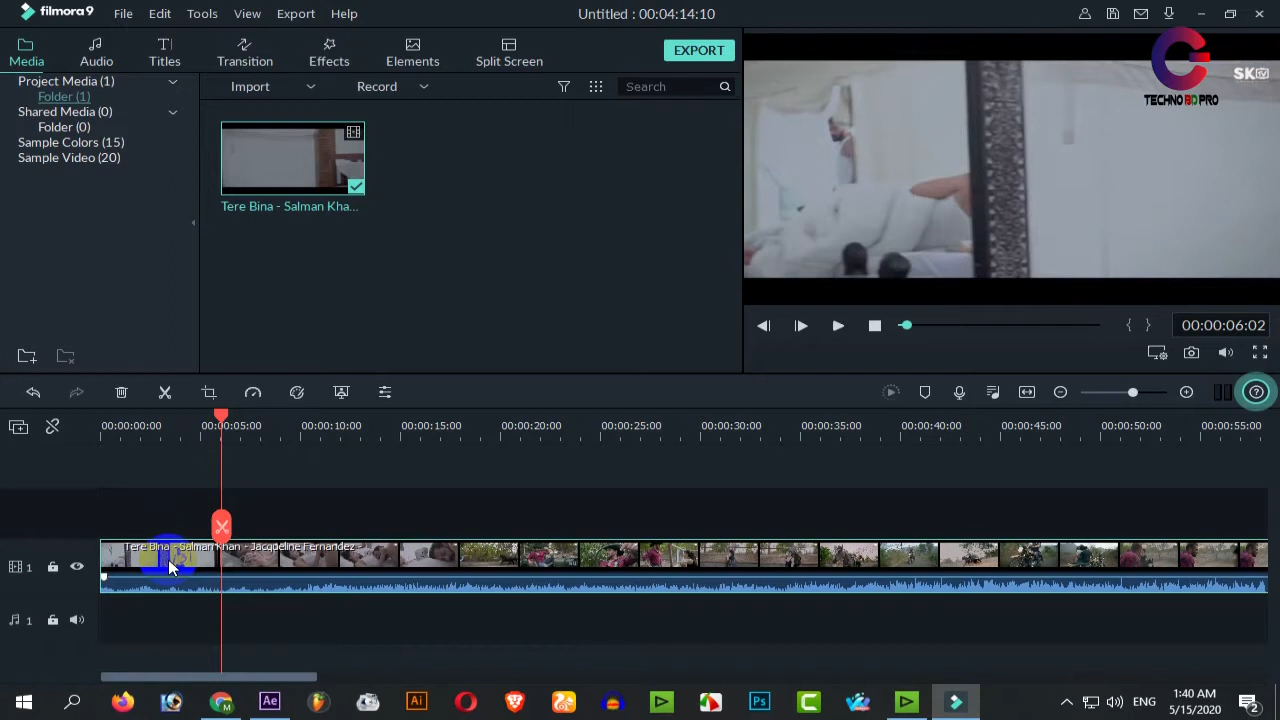 filmora9 File Edit Tools View Export Help Untitled : 00:04:14:10
Media Audio Titles Transition Effects Elements Split Screen EXPORT
Project Media (1)
Folder (1)
Shared Media (0)
Folder (0)
Sample Colors (15)
Sample Video (20)
Import Record Search
Tere Bina - Salman Kha...
SKTV
TECHNO BD PRO
00:00:06:02
00:00:00:00 00:00:05:00 00:00:10:00 00:00:15:00 00:00:20:00 00:00:25:00 00:00:30:00 00:00:35:00 00:00:40:00 00:00:45:00 00:00:50:00 00:00:55:00
Tere Bina - Salman Khan - Jacqueline Fernandez -
1
1
Ae Ai Ps ENG 1:40 AM
5/15/2020
2